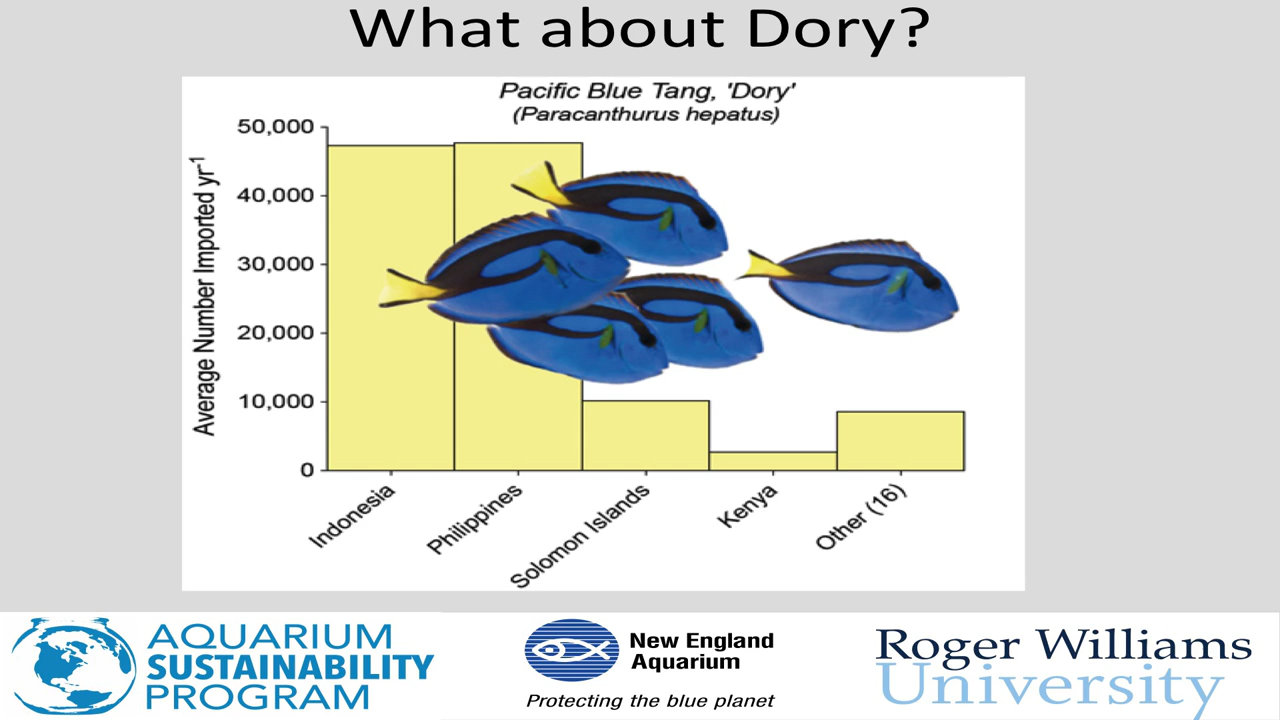 What about Dory?
Pacific Blue Tang, 'Dory'
(Paracanthurus hepatus)
Average Number Imported yr-1
50,000
40,000
30,000
20,000
10,000
0
Indonesia
Philippines
Solomon Islands
Kenya
Other (16)
AQUARIUM
SUSTAINABILITY
PROGRAM
New England
Aquarium
Protecting the blue planet
Roger Williams
University